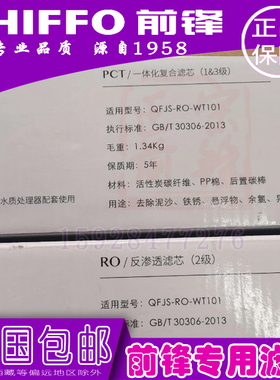 CHIFFO 前锋
专业品质 源自1958
正
PCT / 一体化复合滤芯 (1&3级)
适用型号: QFJS-RO-WT101
执行标准: GB/T 30306-2013
毛重: 1.34Kg
保质期: 5年
材料: 活性炭碳纤维、PP棉、后置碳棒
水质处理器配套使用
用途: 去除泥沙、铁锈、悬浮物、余氯、
15928477276
RO / 反渗透滤芯 (2级)
适用型号: QFJS-RO-WT101
执行标准: GB/T 30306-2013
国包邮
西藏等偏远地区除外
前锋专用滤